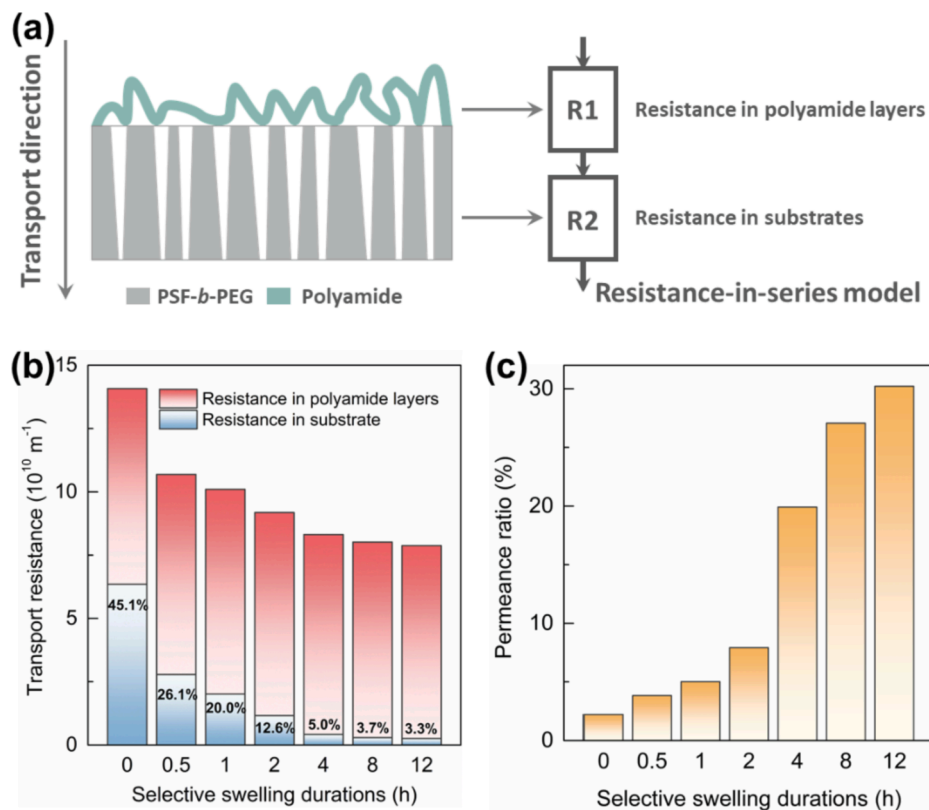 (a)
Transport direction
R1
Resistance in polyamide layers
R2
Resistance in substrates
PSF-b-PEG
Polyamide
Resistance-in-series model
(b)
Transport resistance (10¹⁰ m⁻¹)
15
10
5
0
Resistance in polyamide layers
Resistance in substrate
45.1%
26.1%
20.0%
12.6%
5.0%
3.7%
3.3%
0 0.5 1 2 4 8 12
Selective swelling durations (h)
(c)
Permeance ratio (%)
30
20
10
0
0 0.5 1 2 4 8 12
Selective swelling durations (h)